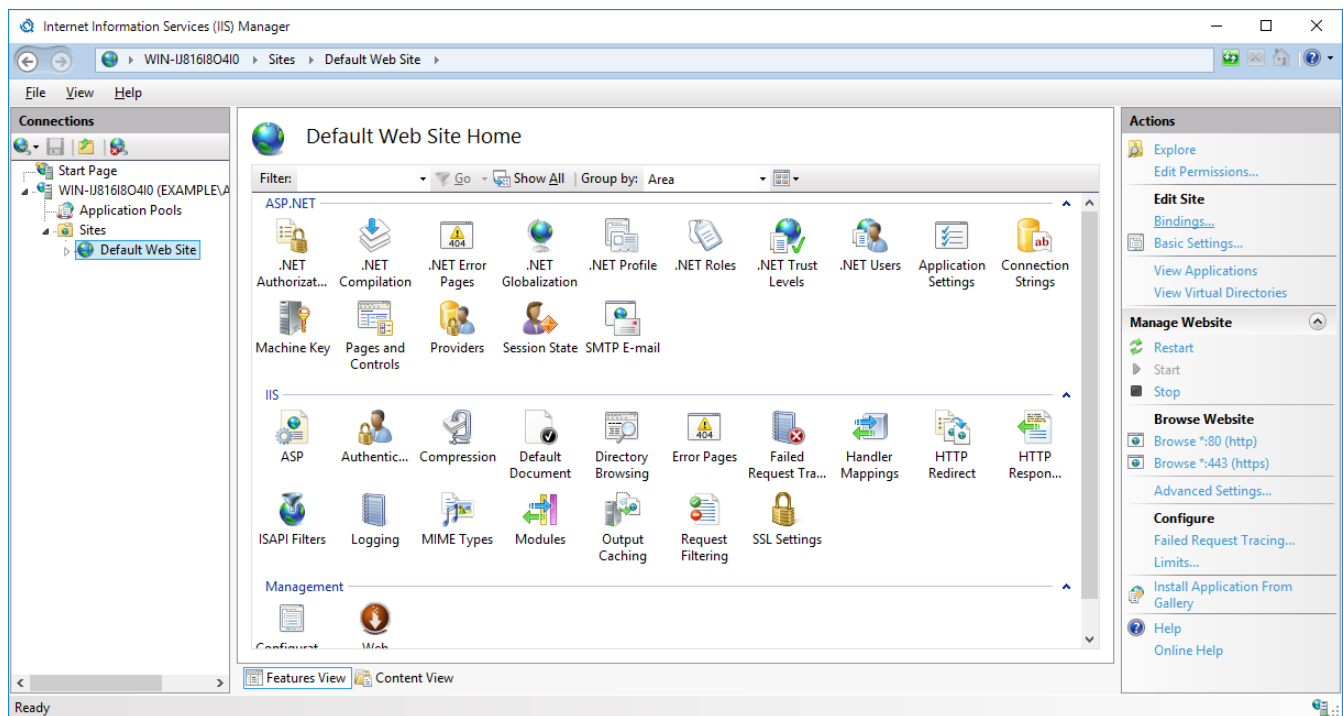 Internet Information Services (IIS) Manager
WIN-IJ816I8O4I0 Sites Default Web Site
File View Help
Connections
Start Page
WIN-IJ816I8O4I0 (EXAMPLE\A
Application Pools
Sites
Default Web Site
Default Web Site Home
Filter: Go Show All Group by: Area
ASP.NET
.NET Authorizat...
.NET Compilation
.NET Error Pages
.NET Globalization
.NET Profile
.NET Roles
.NET Trust Levels
.NET Users
Application Settings
Connection Strings
Machine Key
Pages and Controls
Providers
Session State
SMTP E-mail
IIS
ASP
Authentic...
Compression
Default Document
Directory Browsing
Error Pages
Failed Request Tra...
Handler Mappings
HTTP Redirect
HTTP Respon...
ISAPI Filters
Logging
MIME Types
Modules
Output Caching
Request Filtering
SSL Settings
Management
Configurat...
Web
Features View Content View
Actions
Explore
Edit Permissions...
Edit Site
Bindings...
Basic Settings...
View Applications
View Virtual Directories
Manage Website
Restart
Start
Stop
Browse Website
Browse *:80 (http)
Browse *:443 (https)
Advanced Settings...
Configure
Failed Request Tracing...
Limits...
Install Application From
Gallery
Help
Online Help
Ready